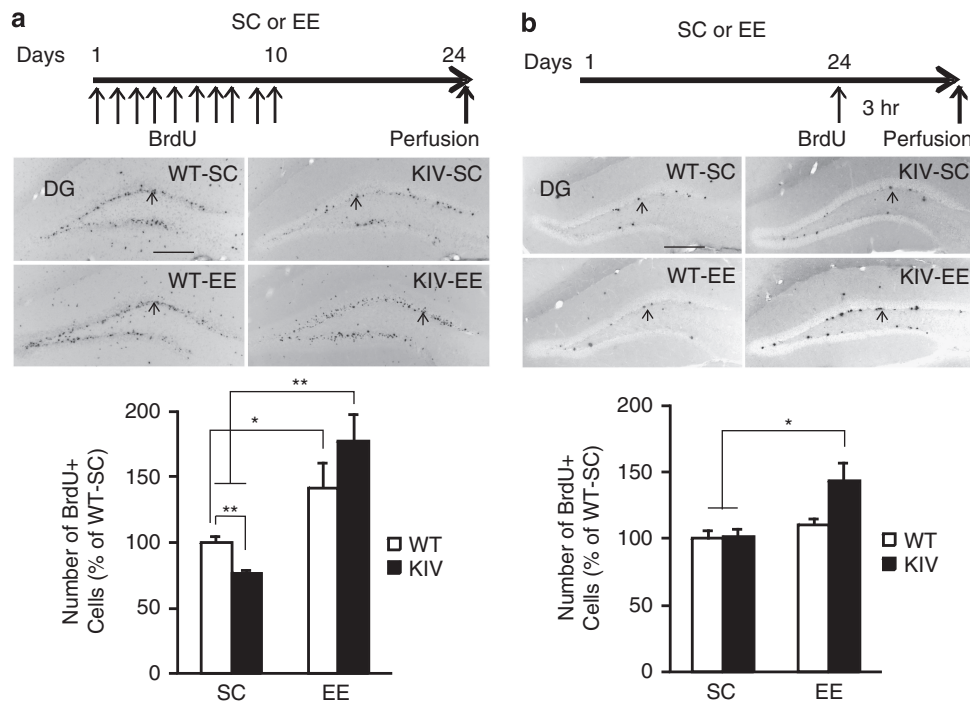 a
SC or EE
Days 1 10 24
BrdU Perfusion
DG WT-SC KIV-SC
WT-EE KIV-EE
**
*
**
Number of BrdU+
Cells (% of WT-SC)
200
150
100
50
0
SC EE
WT
KIV
b
SC or EE
Days 1 24
3 hr
BrdU Perfusion
DG WT-SC KIV-SC
WT-EE KIV-EE
*
Number of BrdU+
Cells (% of WT-SC)
200
150
100
50
0
SC EE
WT
KIV